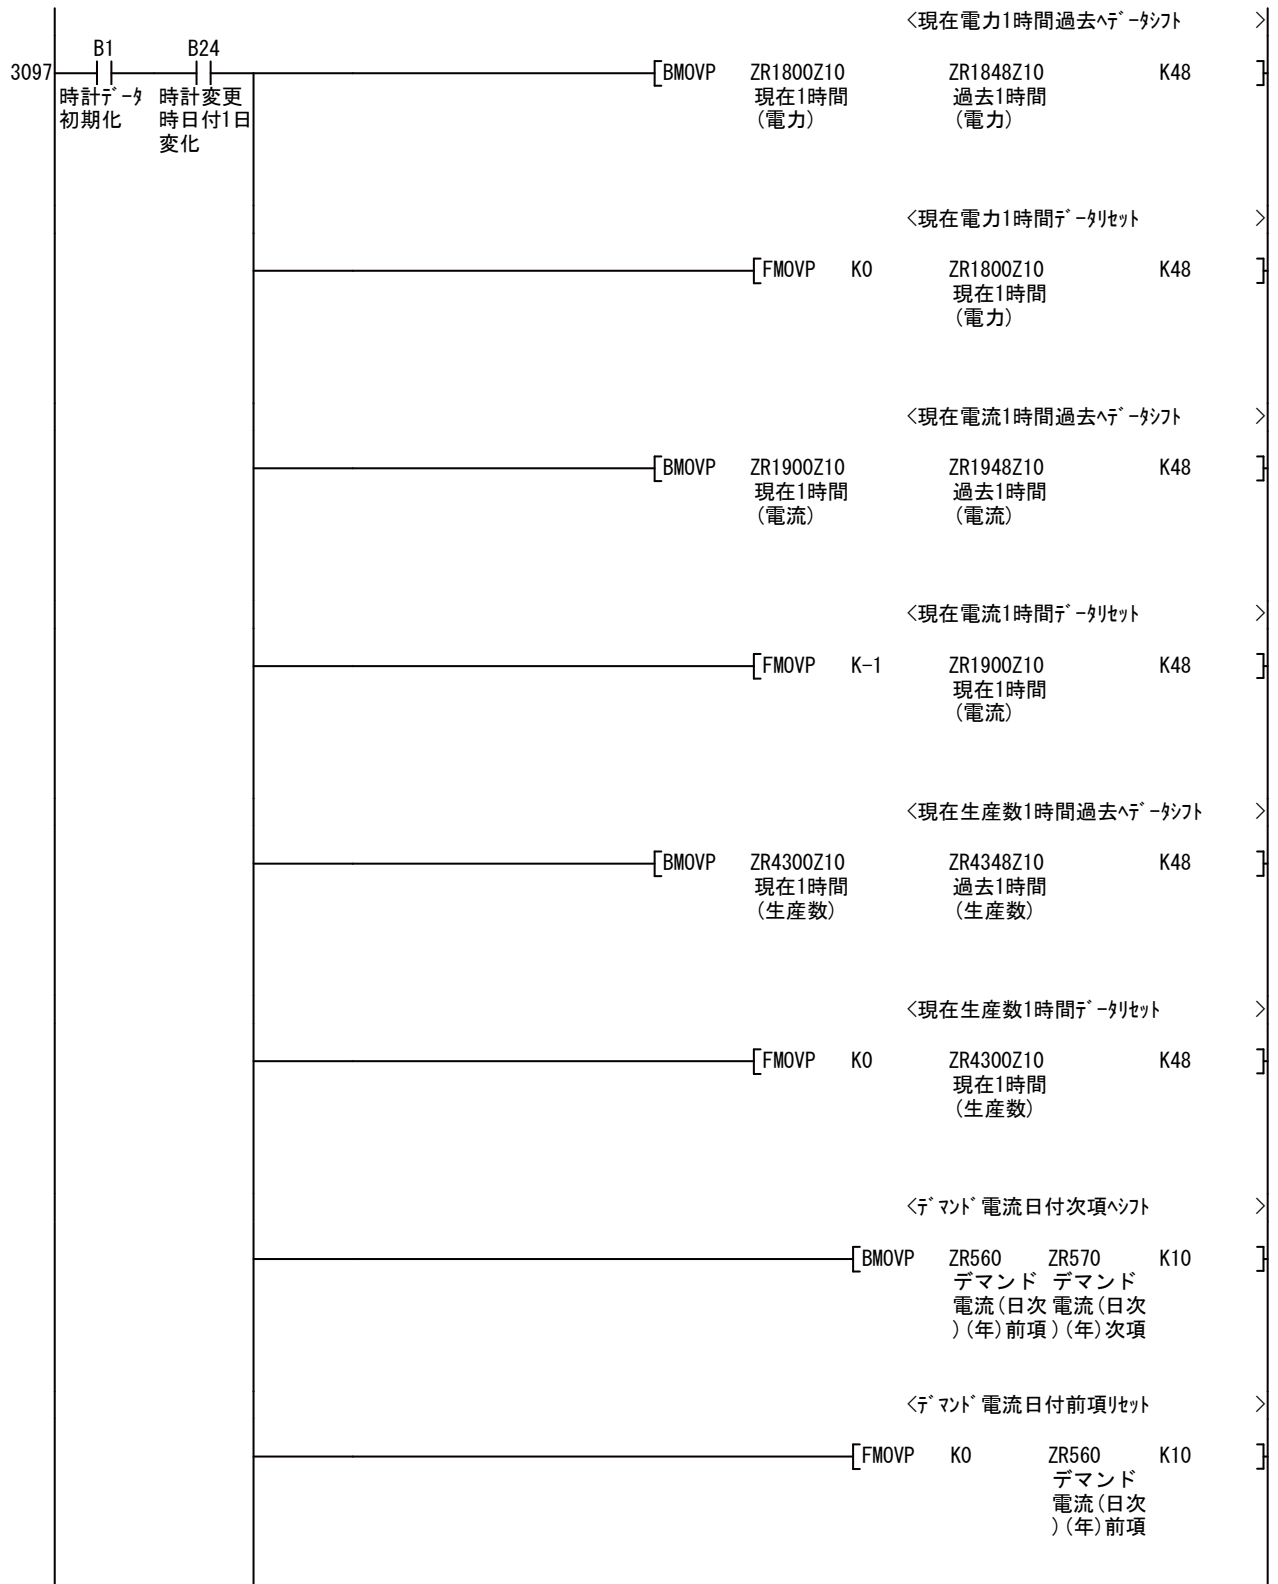 <現在電力1時間過去ﾍﾃﾞｰﾀｼﾌﾄ >
B1 B24
3097 [BMOVP ZR1800Z10 ZR1848Z10 K48 ]
時計ﾃﾞｰﾀ 時計変更 現在1時間 過去1時間
初期化 時日付1日 (電力) (電力)
変化
<現在電力1時間ﾃﾞｰﾀﾘｾｯﾄ >
[FMOVP K0 ZR1800Z10 K48 ]
現在1時間
(電力)
<現在電流1時間過去ﾍﾃﾞｰﾀｼﾌﾄ >
[BMOVP ZR1900Z10 ZR1948Z10 K48 ]
現在1時間 過去1時間
(電流) (電流)
<現在電流1時間ﾃﾞｰﾀﾘｾｯﾄ >
[FMOVP K-1 ZR1900Z10 K48 ]
現在1時間
(電流)
<現在生産数1時間過去ﾍﾃﾞｰﾀｼﾌﾄ >
[BMOVP ZR4300Z10 ZR4348Z10 K48 ]
現在1時間 過去1時間
(生産数) (生産数)
<現在生産数1時間ﾃﾞｰﾀﾘｾｯﾄ >
[FMOVP K0 ZR4300Z10 K48 ]
現在1時間
(生産数)
<ﾃﾞﾏﾝﾄﾞ電流日付次項ﾍｼﾌﾄ >
[BMOVP ZR560 ZR570 K10 ]
デマンド デマンド
電流(日次 電流(日次
)(年)前項 )(年)次項
<ﾃﾞﾏﾝﾄﾞ電流日付前項ﾘｾｯﾄ >
[FMOVP K0 ZR560 K10 ]
デマンド
電流(日次
)(年)前項